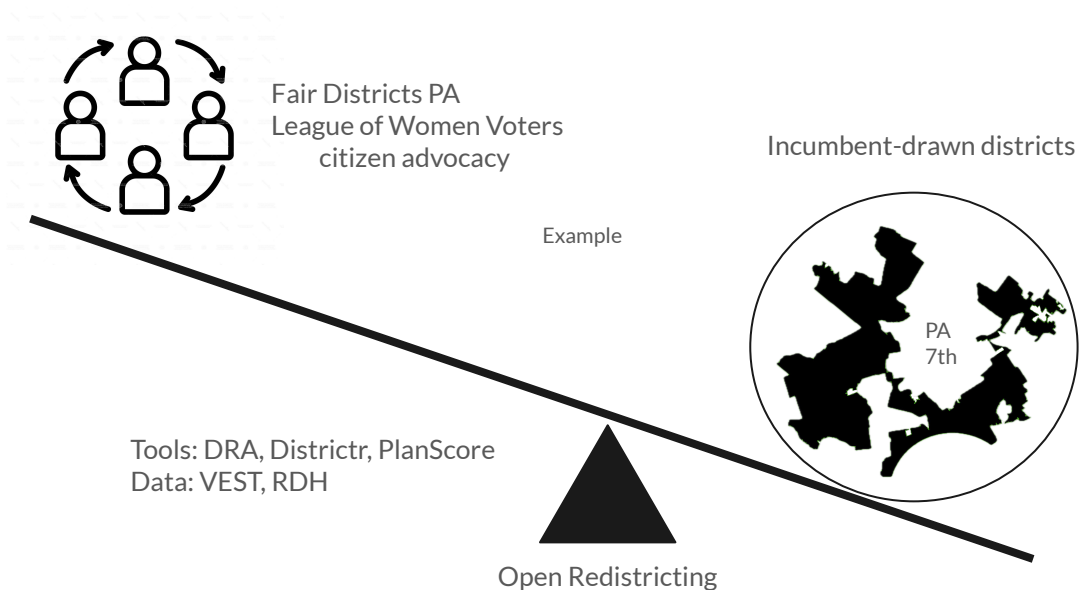 Fair Districts PA
League of Women Voters
citizen advocacy
Incumbent-drawn districts
Example
PA
7th
Tools: DRA, Districtr, PlanScore
Data: VEST, RDH
Open Redistricting